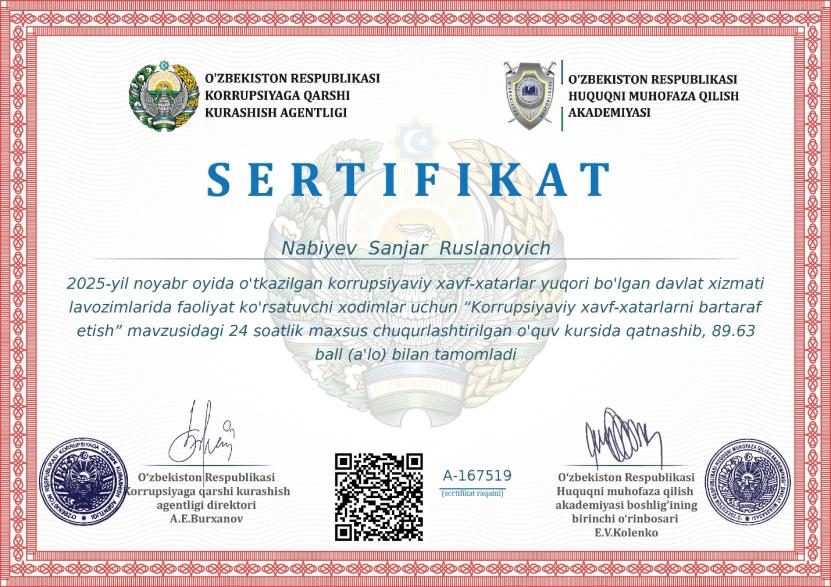 O'ZBEKISTON RESPUBLIKASI
KORRUPSIYAGA QARSHI
KURASHISH AGENTLIGI
O'ZBEKISTON RESPUBLIKASI
HUQUQNI MUHOFAZA QILISH
AKADEMIYASI
SERTIFIKAT
Nabiyev Sanjar Ruslanovich
2025-yil noyabr oyida o'tkazilgan korrupsiyaviy xavf-xatarlar yuqori bo'lgan davlat xizmati
lavozimlarida faoliyat ko'rsatuvchi xodimlar uchun “Korrupsiyaviy xavf-xatarlarni bartaraf
etish” mavzusidagi 24 soatlik maxsus chuqurlashtirilgan o'quv kursida qatnashib, 89.63
ball (a'lo) bilan tamomladi
O‘zbekiston Respublikasi
Korrupsiyaga qarshi kurashish
agentligi direktori
A.E.Burxanov
A-167519
(sertifikat raqami)
O‘zbekiston Respublikasi
Huquqni muhofaza qilish
akademiyasi boshlig‘ining
birinchi o‘rinbosari
E.V.Kolenko